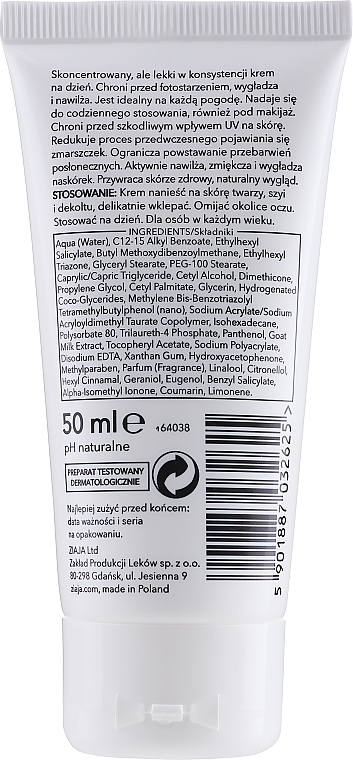 Skoncentrowany, ale lekki w konsystencji krem
na dzień. Chroni przed fotostarzeniem, wygładza
i nawilża. Jest idealny na każdą pogodę. Nadaje się
do codziennego stosowania, również pod makijaż.
Chroni przed szkodliwym wpływem UV na skórę.
Redukuje proces przedwczesnego pojawiania się
zmarszczek. Ogranicza powstawanie przebarwień
posłonecznych. Aktywnie nawilża, zmiękcza i wygładza
naskórek. Przywraca skórze zdrowy, naturalny wygląd.
STOSOWANIE: Krem nanieść na skórę twarzy, szyi
i dekoltu, delikatnie wklepać. Omijać okolice oczu.
Stosować na dzień. Dla osób w każdym wieku.
INGREDIENTS/Składniki
Aqua (Water), C12-15 Alkyl Benzoate, Ethylhexyl
Salicylate, Butyl Methoxydibenzoylmethane, Ethylhexyl
Triazone, Glyceryl Stearate, PEG-100 Stearate,
Caprylic/Capric Triglyceride, Cetyl Alcohol, Dimethicone,
Propylene Glycol, Cetyl Palmitate, Glycerin, Hydrogenated
Coco-Glycerides, Methylene Bis-Benzotriazolyl
Tetramethylbutylphenol (nano), Sodium Acrylate/Sodium
Acryloyldimethyl Taurate Copolymer, Isohexadecane,
Polysorbate 80, Trilaureth-4 Phosphate, Panthenol, Goat
Milk Extract, Tocopheryl Acetate, Sodium Polyacrylate,
Disodium EDTA, Xanthan Gum, Hydroxyacetophenone,
Methylparaben, Parfum (Fragrance), Linalool, Citronellol,
Hexyl Cinnamal, Geraniol, Eugenol, Benzyl Salicylate,
Alpha-Isomethyl Ionone, Coumarin, Limonene.
50 ml e
164038
pH naturalne
PREPARAT TESTOWANY
DERMATOLOGICZNIE
Najlepiej zużyć przed końcem:
data ważności i seria
na opakowaniu.
ZIAJA Ltd
Zakład Produkcji Leków sp. z o.o.
80-298 Gdańsk, ul. Jesienna 9
ziaja.com, made in Poland
5 901887 032625 >